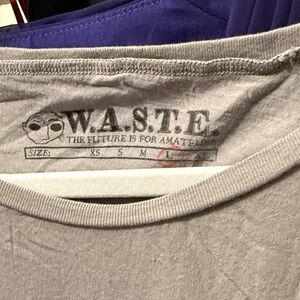 W.A.S.T.E.
THE FUTURE IS FOR AMATEURS
SIZE: XS S M L